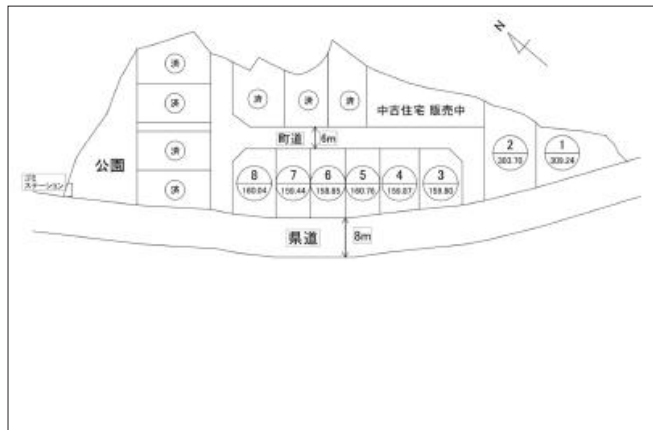 N
済
済
済
済
済
済
済
中古住宅 販売中
町道 6m
公園
ゴミ
ステーション
2
303.70
1
309.24
8
160.04
7
159.44
6
158.85
5
160.76
4
159.87
3
159.80
県道
8m